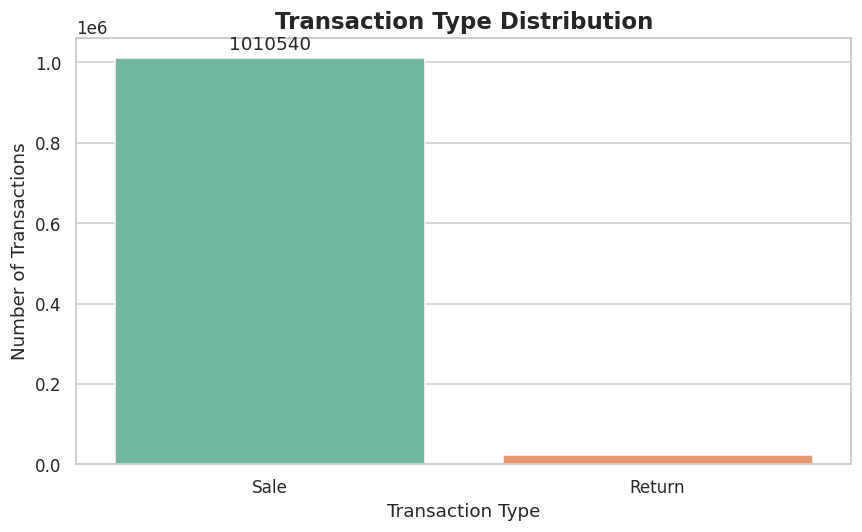 Transaction Type Distribution
1e6
1010540
1.0
0.8
0.6
0.4
0.2
0.0
Number of Transactions
Sale
Return
Transaction Type